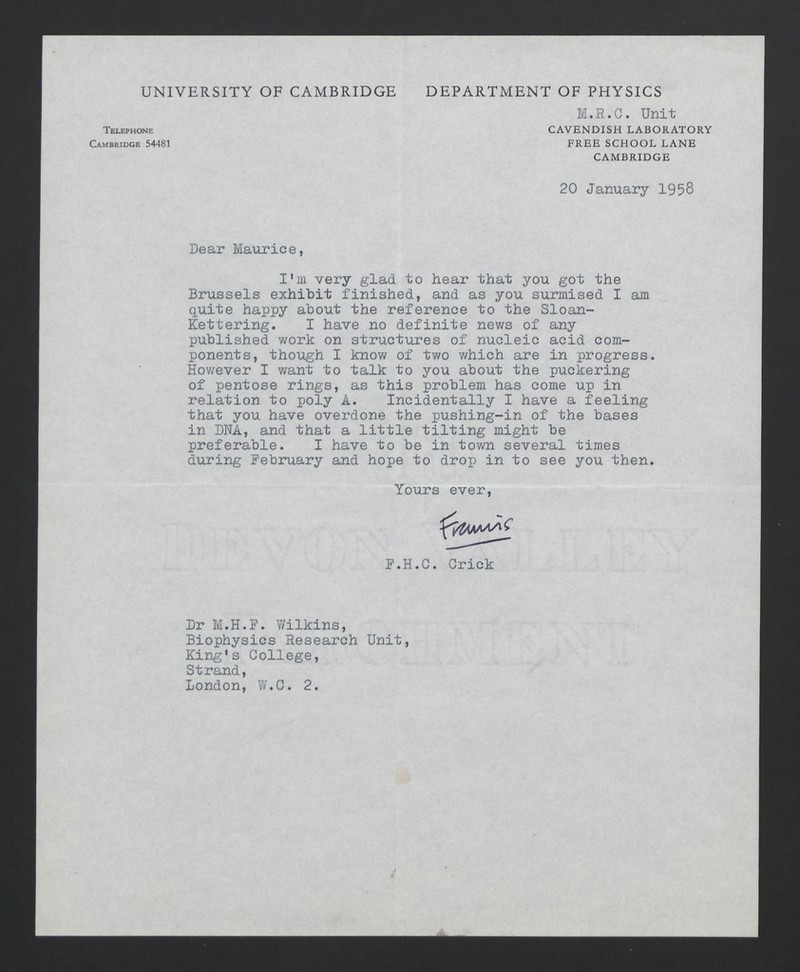 UNIVERSITY OF CAMBRIDGE DEPARTMENT OF PHYSICS
M.R.C. Unit
TELEPHONE
CAMBRIDGE 54481
CAVENDISH LABORATORY
FREE SCHOOL LANE
CAMBRIDGE
20 January 1958
Dear Maurice,
I'm very glad to hear that you got the
Brussels exhibit finished, and as you surmised I am
quite happy about the reference to the Sloan-
Kettering. I have no definite news of any
published work on structures of nucleic acid com-
ponents, though I know of two which are in progress.
However I want to talk to you about the puckering
of pentose rings, as this problem has come up in
relation to poly A. Incidentally I have a feeling
that you have overdone the pushing-in of the bases
in DNA, and that a little tilting might be
preferable. I have to be in town several times
during February and hope to drop in to see you then.
Yours ever,
Francis
F.H.C. Crick
DEVON VALLEY
PARCHMENT
Dr M.H.F. Wilkins,
Biophysics Research Unit,
King's College,
Strand,
London, W.C. 2.